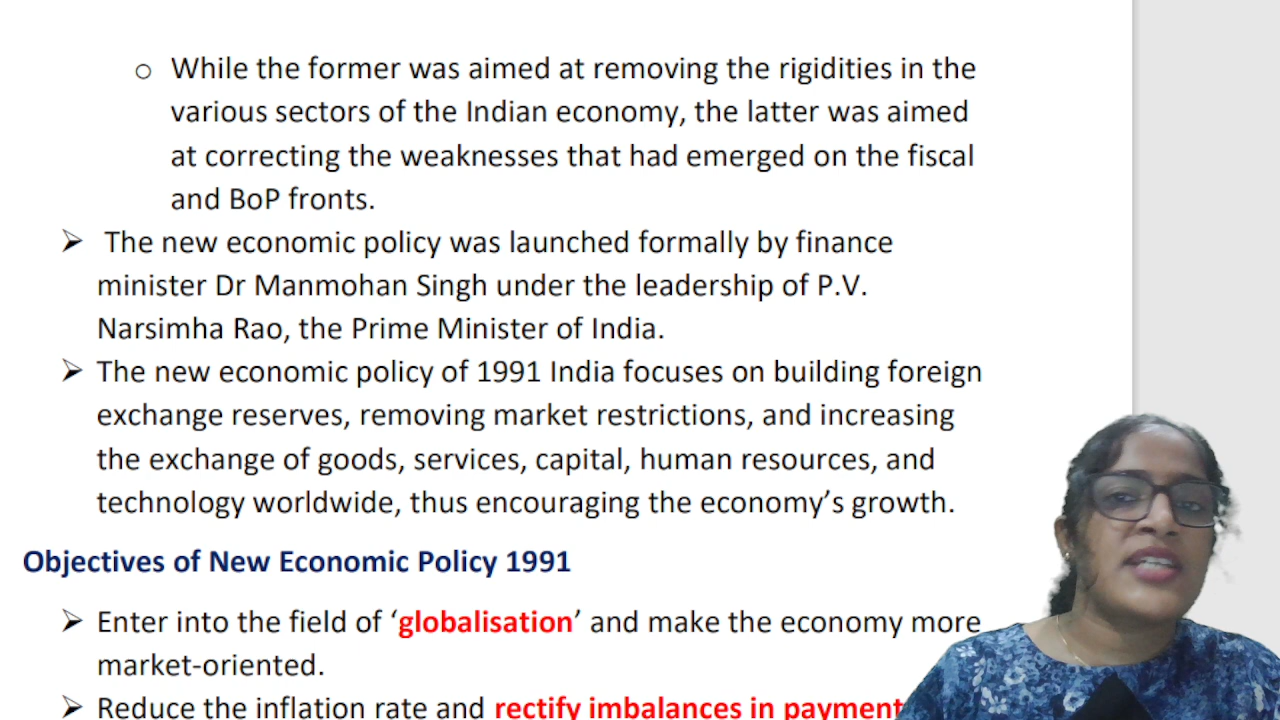 o While the former was aimed at removing the rigidities in the
various sectors of the Indian economy, the latter was aimed
at correcting the weaknesses that had emerged on the fiscal
and BoP fronts.
➢ The new economic policy was launched formally by finance
minister Dr Manmohan Singh under the leadership of P.V.
Narsimha Rao, the Prime Minister of India.
➢ The new economic policy of 1991 India focuses on building foreign
exchange reserves, removing market restrictions, and increasing
the exchange of goods, services, capital, human resources, and
technology worldwide, thus encouraging the economy’s growth.
Objectives of New Economic Policy 1991
➢ Enter into the field of ‘globalisation’ and make the economy more
market-oriented.
➢ Reduce the inflation rate and rectify imbalances in payment